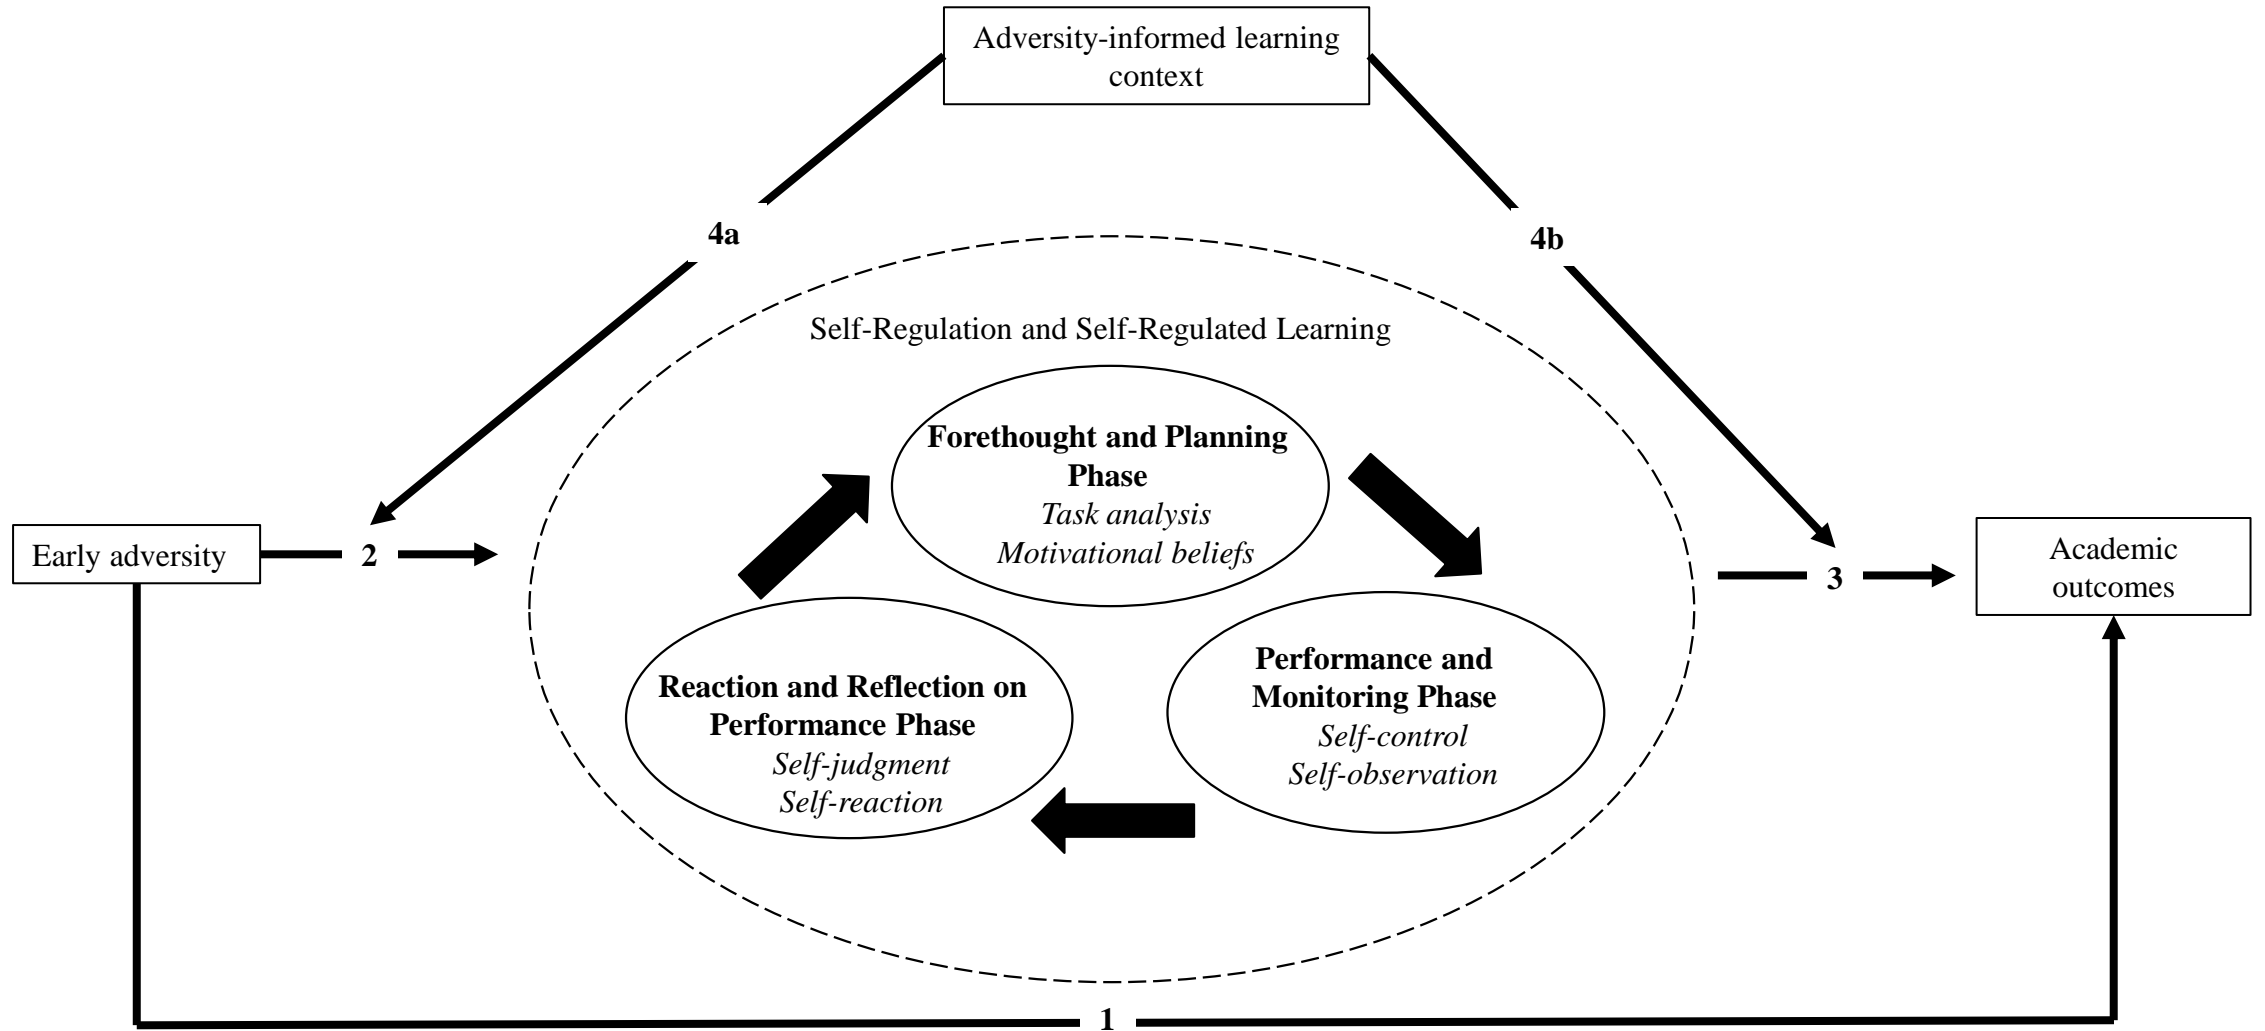 Adversity-informed learning
context
4a
4b
Self-Regulation and Self-Regulated Learning
Forethought and Planning
Phase
Task analysis
Motivational beliefs
Early adversity
2
3
Academic
outcomes
Reaction and Reflection on
Performance Phase
Self-judgment
Self-reaction
Performance and
Monitoring Phase
Self-control
Self-observation
1